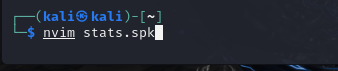 ┌──(kali㉿kali)-[~]
└─$ nvim stats.spk